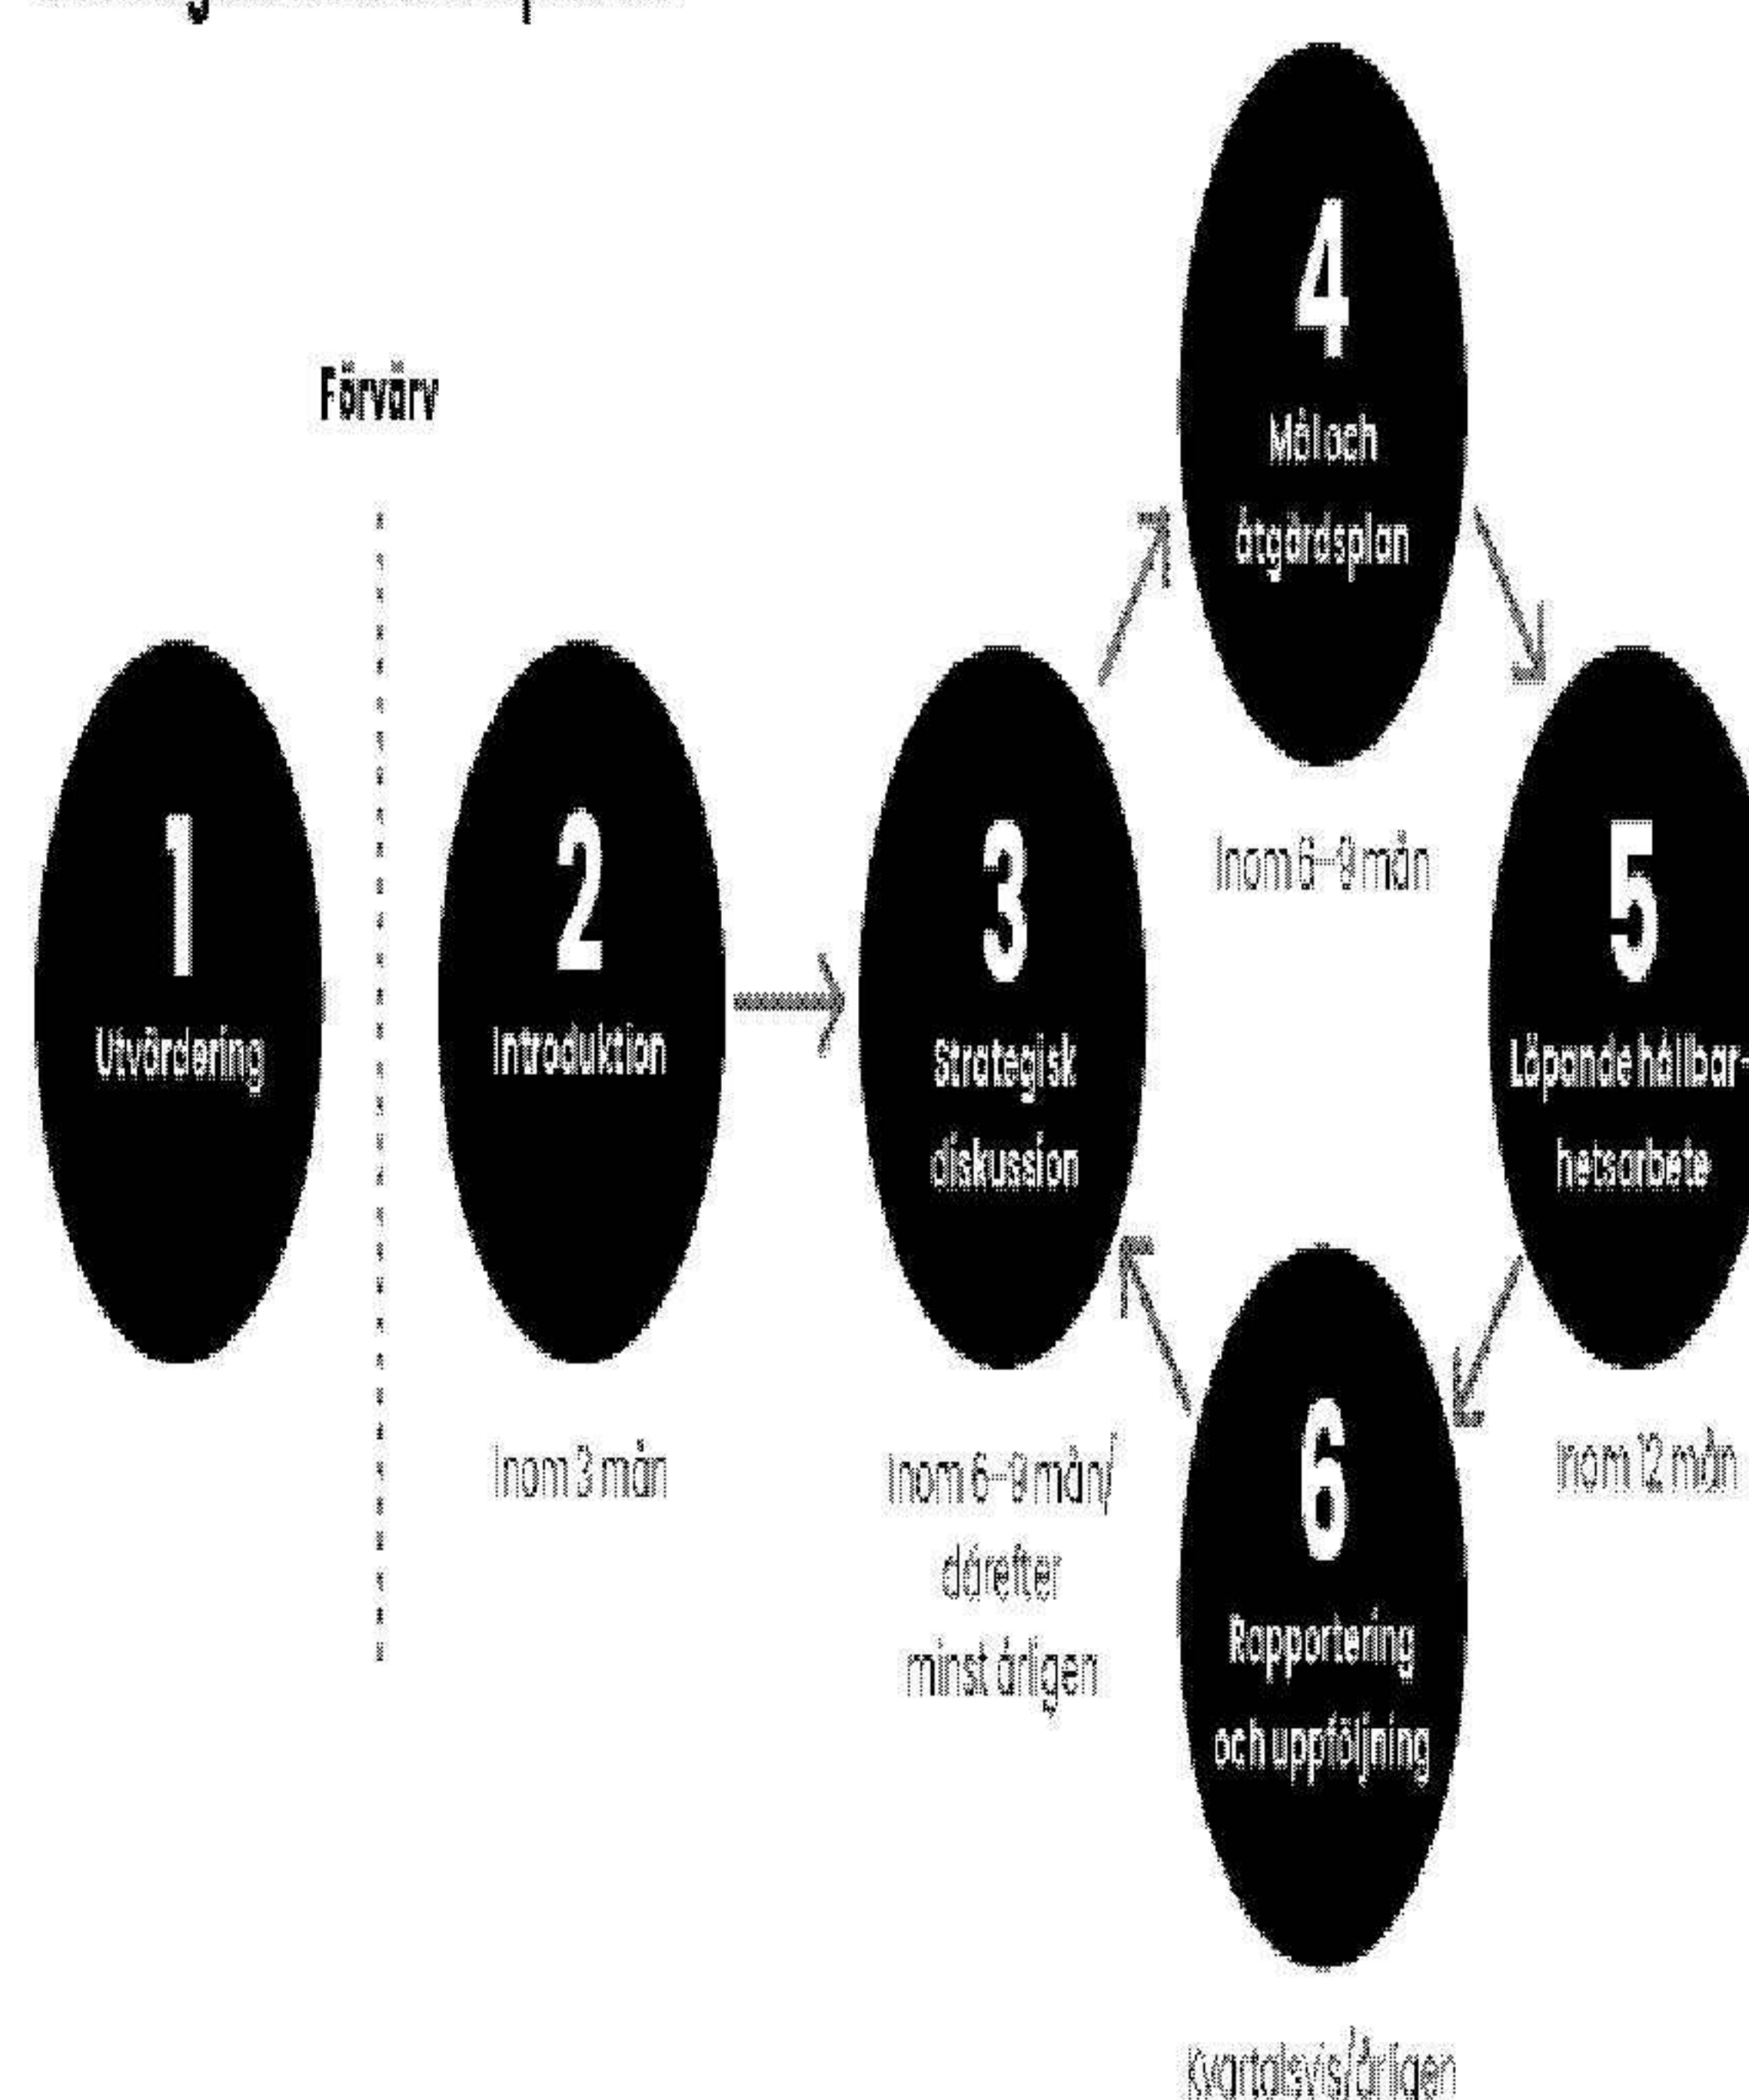 Förvärv
1
Utvärdering
2
Introduktion
Inom 3 mån
3
Strategisk
diskussion
Inom 6–9 mån/
därefter
minst årligen
4
Mål och
åtgärdsplan
Inom 6–9 mån
5
Löpande hållbar-
hetsarbete
Inom 12 mån
6
Rapportering
och uppföljning
Kvartalsvis/årligen